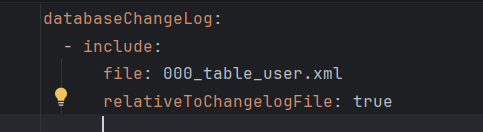 databaseChangeLog:
  - include:
      file: 000_table_user.xml
      relativeToChangelogFile: true